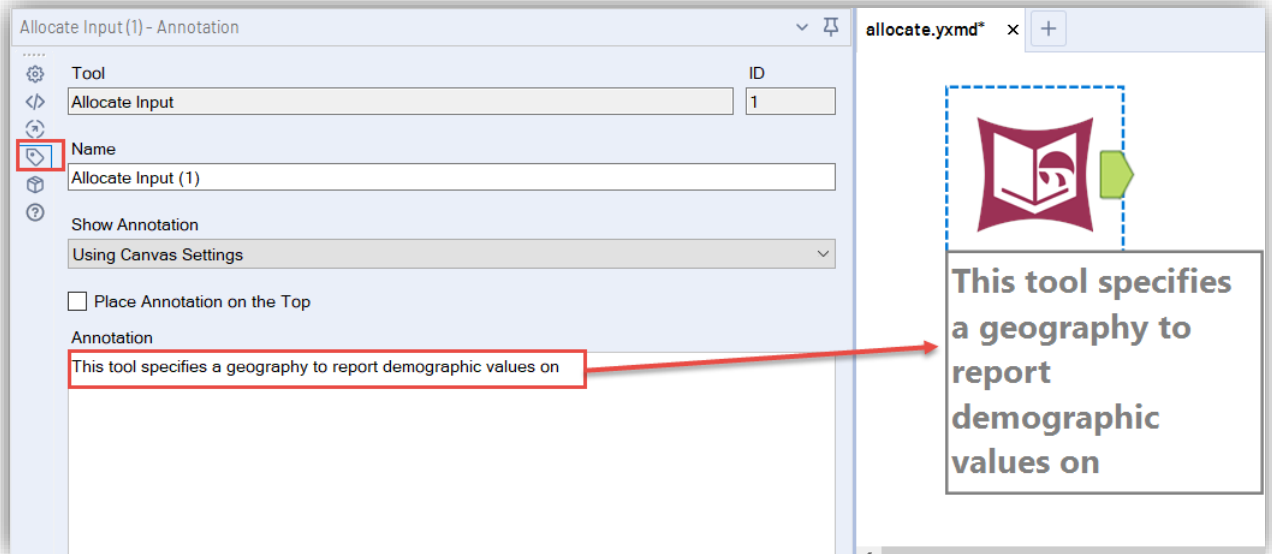 Allocate Input (1) - Annotation
Tool
ID
Allocate Input
1
Name
Allocate Input (1)
Show Annotation
Using Canvas Settings
Place Annotation on the Top
Annotation
This tool specifies a geography to report demographic values on
allocate.yxmd*
This tool specifies
a geography to
report
demographic
values on